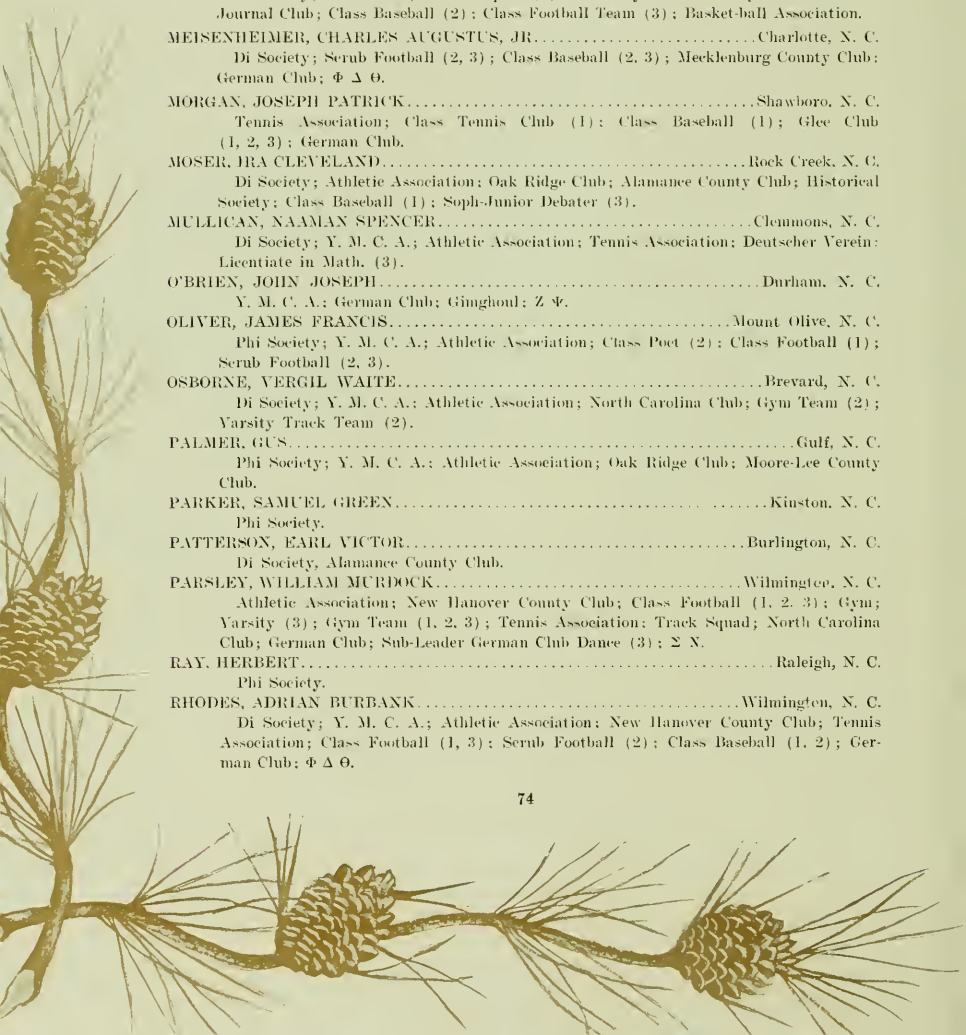 Journal Club; Class Baseball (2); Class Football Team (3); Basket-ball Association.
MEISENHEIMER, CHARLES AUGUSTUS, JR.........................Charlotte, N. C.
Di Society; Scrub Football (2, 3); Class Baseball (2, 3); Mecklenburg County Club;
German Club; Φ Δ Θ.
MORGAN, JOSEPH PATRICK......................................Shawboro, N. C.
Tennis Association; Class Tennis Club (1); Class Baseball (1); Glee Club
(1, 2, 3); German Club.
MOSER, IRA CLEVELAND.......................................Rock Creek, N. C.
Di Society; Athletic Association; Oak Ridge Club; Alamance County Club; Historical
Society; Class Baseball (1); Soph-Junior Debater (3).
MULLICAN, NAAMAN SPENCER....................................Clemmons, N. C.
Di Society; Y. M. C. A.; Athletic Association; Tennis Association; Deutscher Verein;
Licentiate in Math. (3).
O'BRIEN, JOHN JOSEPH...........................................Durham, N. C.
Y. M. C. A.; German Club; Gimghoul; Z Ψ.
OLIVER, JAMES FRANCIS......................................Mount Olive, N. C.
Phi Society; Y. M. C. A.; Athletic Association; Class Poet (2); Class Football (1);
Scrub Football (2, 3).
OSBORNE, VERGIL WAITE.........................................Brevard, N. C.
Di Society; Y. M. C. A.; Athletic Association; North Carolina Club; Gym Team (2);
Varsity Track Team (2).
PALMER, GUS......................................................Gulf, N. C.
Phi Society; Y. M. C. A.; Athletic Association; Oak Ridge Club; Moore-Lee County
Club.
PARKER, SAMUEL GREEN................................ .......Kinston, N. C.
Phi Society.
PATTERSON, EARL VICTOR.....................................Burlington, N. C.
Di Society, Alamance County Club.
PARSLEY, WILLIAM MURDOCK..................................Wilmington, N. C.
Athletic Association; New Hanover County Club; Class Football (1, 2. 3); Gym;
Varsity (3); Gym Team (1, 2, 3); Tennis Association; Track Squad; North Carolina
Club; German Club; Sub-Leader German Club Dance (3); Σ N.
RAY, HERBERT..................................................Raleigh, N. C.
Phi Society.
RHODES, ADRIAN BURBANK....................................Wilmington, N. C.
Di Society; Y. M. C. A.; Athletic Association; New Hanover County Club; Tennis
Association; Class Football (1, 3); Scrub Football (2); Class Baseball (1, 2); Ger-
man Club; Φ Δ Θ.
74